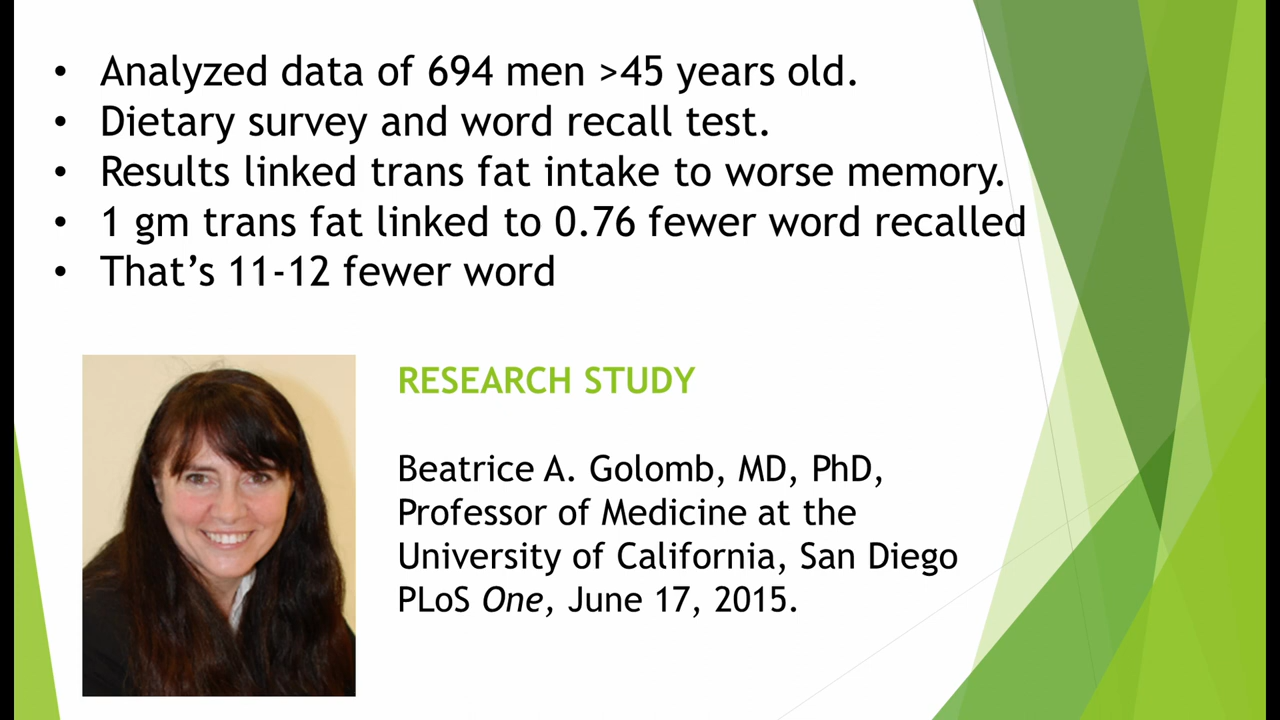 • Analyzed data of 694 men >45 years old.
• Dietary survey and word recall test.
• Results linked trans fat intake to worse memory.
• 1 gm trans fat linked to 0.76 fewer word recalled
• That's 11-12 fewer word
RESEARCH STUDY
Beatrice A. Golomb, MD, PhD,
Professor of Medicine at the
University of California, San Diego
PLoS One, June 17, 2015.